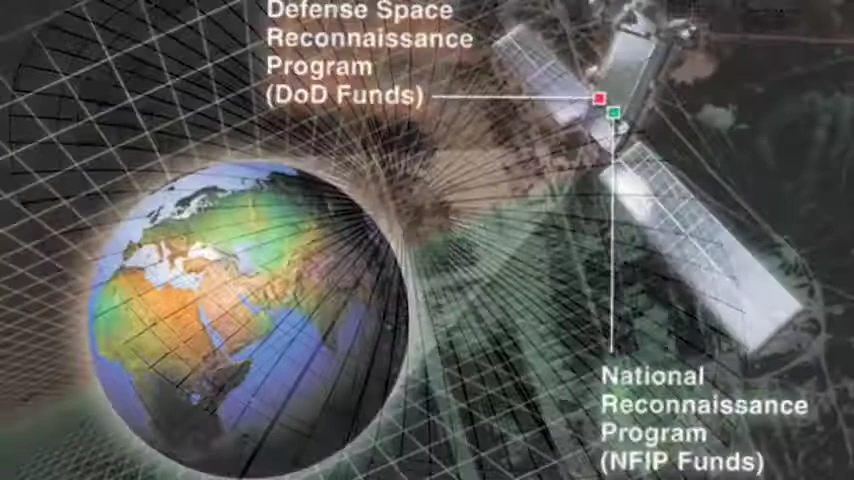 Defense Space
Reconnaissance
Program
(DoD Funds)
National
Reconnaissance
Program
(NFIP Funds)